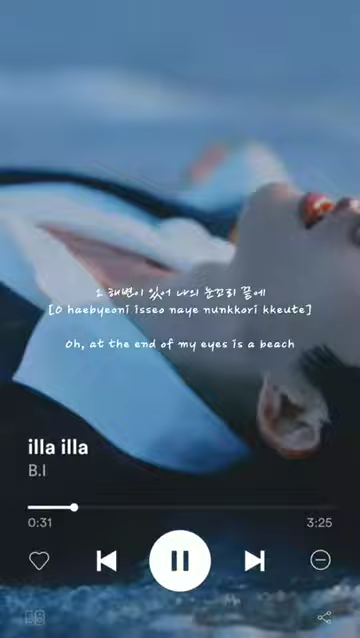 오 해변이 있어 나의 눈꼬리 끝에
[O haebyeoni isseo naye nunkkori kkeute]
Oh, at the end of my eyes is a beach
illa illa
B.I
0:31
3:25